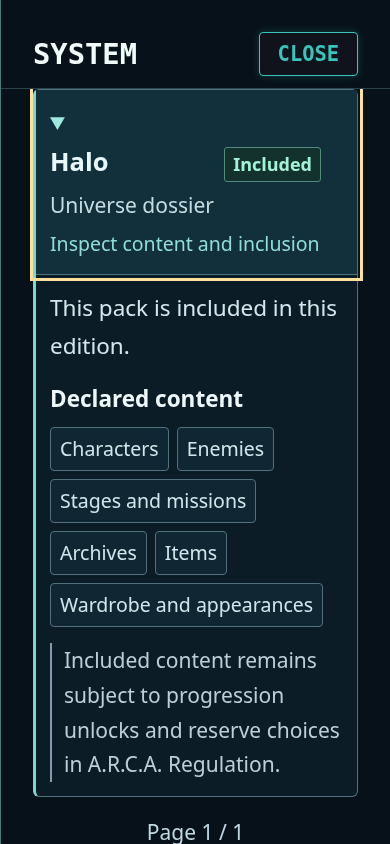 SYSTEM
CLOSE
Halo
Included
Universe dossier
Inspect content and inclusion
This pack is included in this
edition.
Declared content
Characters
Enemies
Stages and missions
Archives
Items
Wardrobe and appearances
Included content remains
subject to progression
unlocks and reserve choices
in A.R.C.A. Regulation.
Page 1 / 1